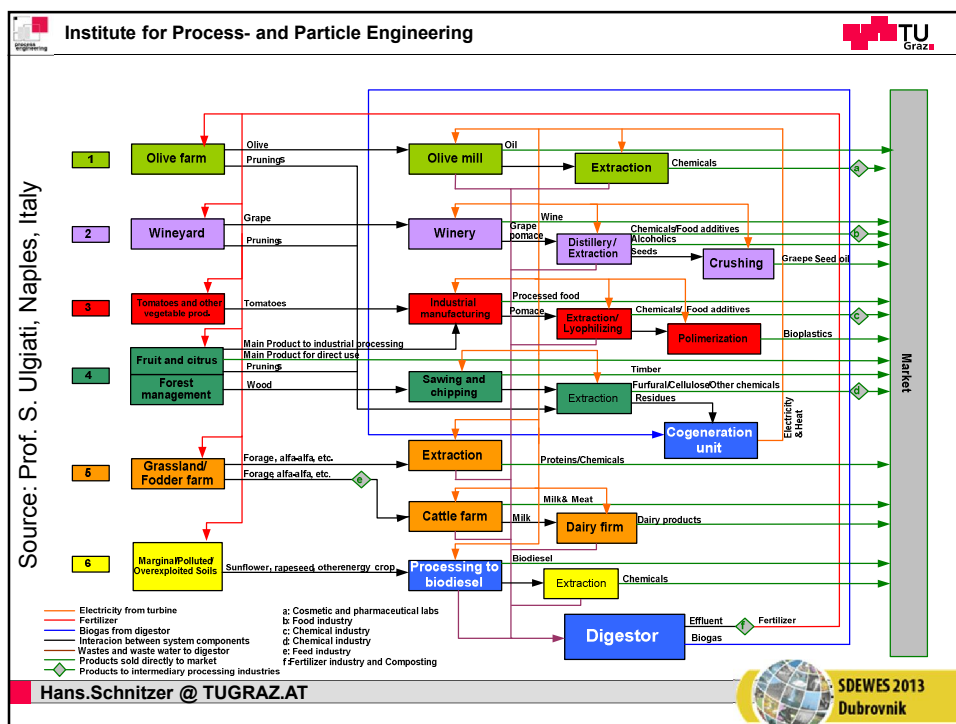 process
engineering
Institute for Process- and Particle Engineering
TU
Graz
Source: Prof. S. Ulgiati, Naples, Italy
1
Olive farm
Olive
Prunings
Olive mill
Oil
Extraction
Chemicals
a
2
Wineyard
Grape
Prunings
Winery
Wine
Grape
pomace
Distillery/
Extraction
Chemicals/Food additives
Alcoholics
Seeds
b
Crushing
Graepe Seed oil
3
Tomatoes and other
vegetable prod.
Tomatoes
Industrial
manufacturing
Processed food
Pomace
Extraction/
Lyophilizing
Chemicals/ Food additives
c
Polimerization
Bioplastics
4
Fruit and citrus
Forest
management
Main Product to industrial processing
Main Product for direct use
Prunings
Wood
Sawing and
chipping
Timber
Extraction
Furfural/Cellulose/Other chemicals
Residues
d
Cogeneration
unit
Electricity
& Heat
Market
5
Grassland/
Fodder farm
Forage, alfa-alfa, etc.
Forage, alfa-alfa, etc.
e
Extraction
Proteins/Chemicals
Cattle farm
Milk& Meat
Milk
Dairy firm
Dairy products
6
Marginal/Polluted/
Overexploited Soils
Sunflower, rapeseed, otherenergy crop
Processing to
biodiesel
Biodiesel
Extraction
Chemicals
Digestor
Effluent
Biogas
f
Fertilizer
Electricity from turbine
Fertilizer
Biogas from digestor
Interacion between system components
Wastes and waste water to digestor
Products sold directly to market
Products to intermediary processing industries
a: Cosmetic and pharmaceutical labs
b: Food industry
c: Chemical industry
d: Chemical industry
e: Feed industry
f:Fertilizer industry and Composting
Hans.Schnitzer @ TUGRAZ.AT
SDEWES 2013
Dubrovnik